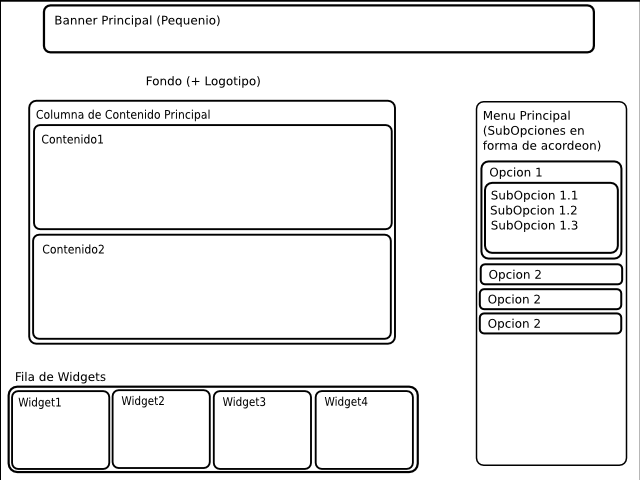 Banner Principal (Pequenio)
Fondo (+ Logotipo)
Columna de Contenido Principal
Contenido1
Contenido2
Menu Principal
(SubOpciones en
forma de acordeon)
Opcion 1
SubOpcion 1.1
SubOpcion 1.2
SubOpcion 1.3
Opcion 2
Opcion 2
Opcion 2
Fila de Widgets
Widget1
Widget2
Widget3
Widget4